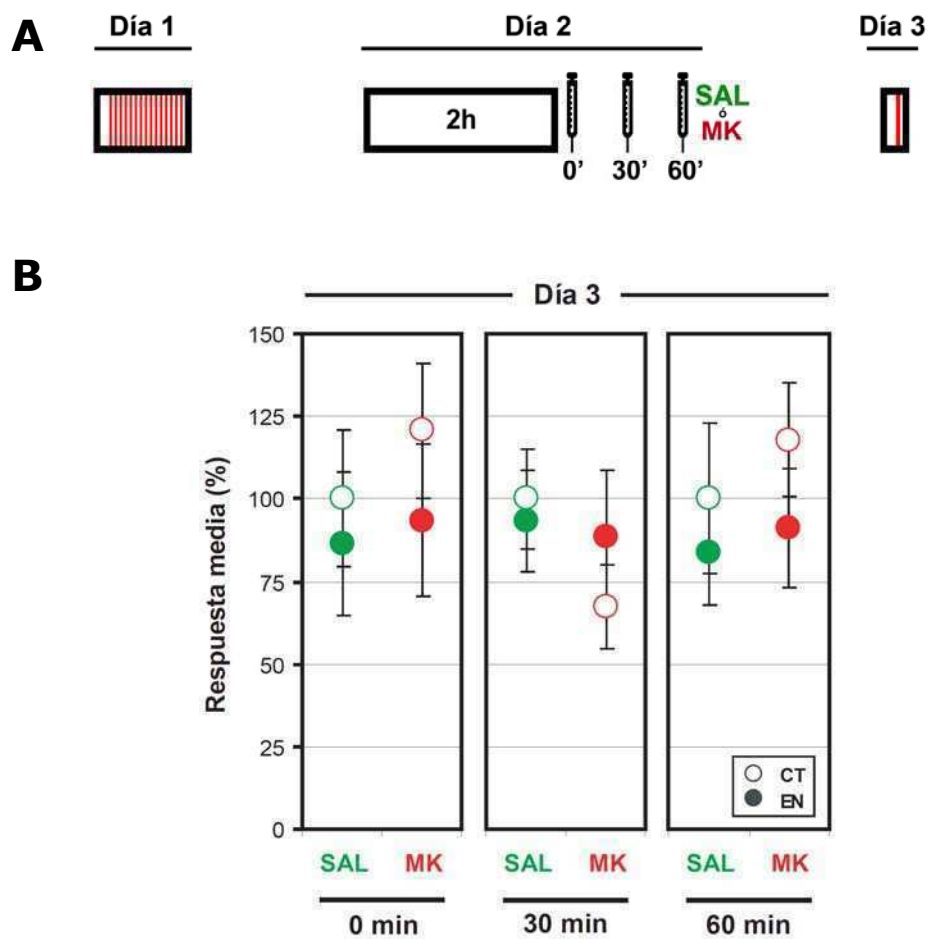 A
Día 1
Día 2
Día 3
2h
SAL
ó
MK
0’ 30’ 60’
B
Día 3
Respuesta media (%)
150
125
100
75
50
25
0
CT
EN
SAL MK SAL MK SAL MK
0 min 30 min 60 min